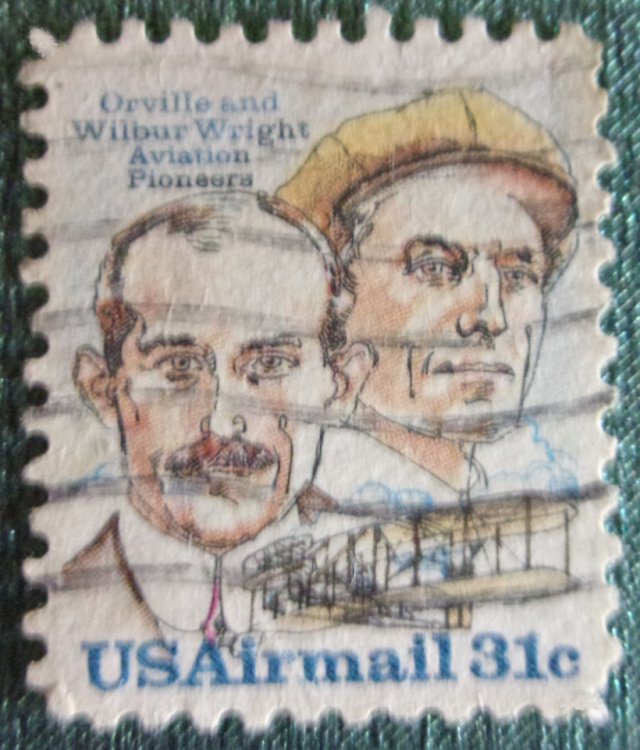 Orville and
Wilbur Wright
Aviation
Pioneers
USAirmail 31c